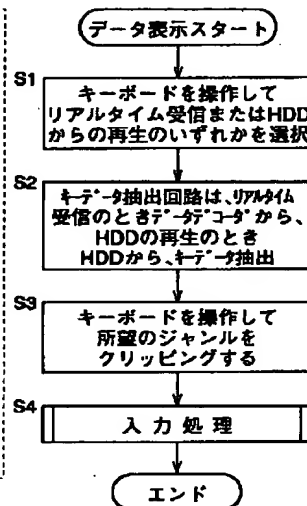 データ表示スタート
S1
キーボードを操作して
リアルタイム受信またはHDD
からの再生のいずれかを選択
S2
キーデータ抽出回路は、リアルタイム
受信のときデータデコーダから、
HDDの再生のとき
HDDから、キーデータ抽出
S3
キーボードを操作して
所望のジャンルを
クリッピングする
S4
入力処理
エンド